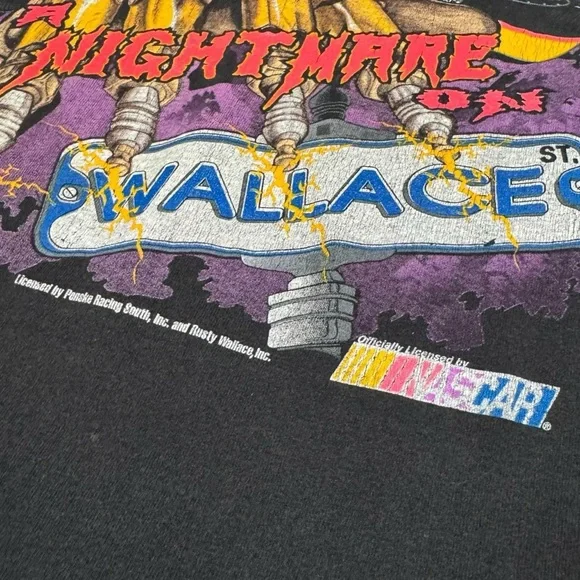 A
NIGHTMARE
ON
WALLACE ST.
Licensed by Penske Racing South, Inc. and Rusty Wallace, Inc.
Officially Licensed by
NASCAR
®